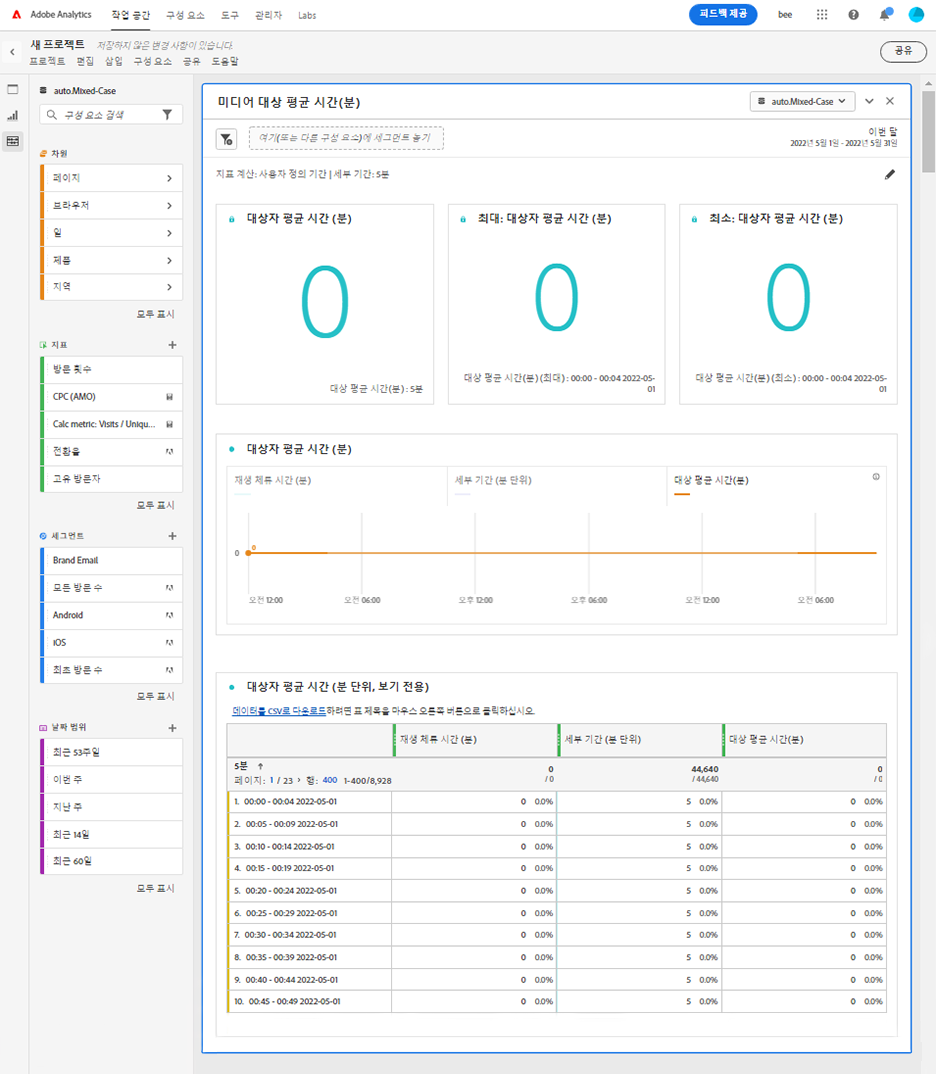 Adobe Analytics 작업 공간 구성 요소 도구 관리자 Labs 피드백 제공 bee
새 프로젝트 저장하지 않은 변경 사항이 있습니다.
프로젝트 편집 삽입 구성 요소 공유 도움말
공유
auto.Mixed-Case
구성 요소 검색
차원
페이지
브라우저
일
제품
지역
모두 표시
지표
방문 횟수
CPC (AMO)
Calc metric: Visits / Uniqu...
전환율
고유 방문자
모두 표시
세그먼트
Brand Email
모든 방문 수
Android
iOS
최초 방문 수
모두 표시
날짜 범위
최근 53주일
이번 주
지난 주
최근 14일
최근 60일
모두 표시
미디어 대상 평균 시간(분)
auto.Mixed-Case
여기(또는 다른 구성 요소)에 세그먼트 놓기
이번 달
2022년 5월 1일 - 2022년 5월 31일
지표 계산: 사용자 정의 기간 | 세부 기간: 5분
대상자 평균 시간 (분)
0
대상 평균 시간(분) : 5분
최대: 대상자 평균 시간 (분)
0
대상 평균 시간(분) (최대) : 00:00 - 00:04 2022-05-
01
최소: 대상자 평균 시간 (분)
0
대상 평균 시간(분) (최소) : 00:00 - 00:04 2022-05-
01
대상자 평균 시간 (분)
재생 체류 시간 (분) 세부 기간 (분 단위) 대상 평균 시간(분)
0 0
오전 12:00 오전 06:00 오후 12:00 오후 06:00 오전 12:00 오전 06:00
대상자 평균 시간 (분 단위, 보기 전용)
데이터를 CSV로 다운로드하려면 표 제목을 마우스 오른쪽 버튼으로 클릭하십시오.
재생 체류 시간 (분) 세부 기간 (분 단위) 대상 평균 시간(분)
5분 ↑ 0 44,640 0
페이지: 1 / 23 > 행: 400 1-400/8,928 / 0 / 44,640 / 0
1. 00:00 - 00:04 2022-05-01 0 0.0% 5 0.0% 0 0.0%
2. 00:05 - 00:09 2022-05-01 0 0.0% 5 0.0% 0 0.0%
3. 00:10 - 00:14 2022-05-01 0 0.0% 5 0.0% 0 0.0%
4. 00:15 - 00:19 2022-05-01 0 0.0% 5 0.0% 0 0.0%
5. 00:20 - 00:24 2022-05-01 0 0.0% 5 0.0% 0 0.0%
6. 00:25 - 00:29 2022-05-01 0 0.0% 5 0.0% 0 0.0%
7. 00:30 - 00:34 2022-05-01 0 0.0% 5 0.0% 0 0.0%
8. 00:35 - 00:39 2022-05-01 0 0.0% 5 0.0% 0 0.0%
9. 00:40 - 00:44 2022-05-01 0 0.0% 5 0.0% 0 0.0%
10. 00:45 - 00:49 2022-05-01 0 0.0% 5 0.0% 0 0.0%